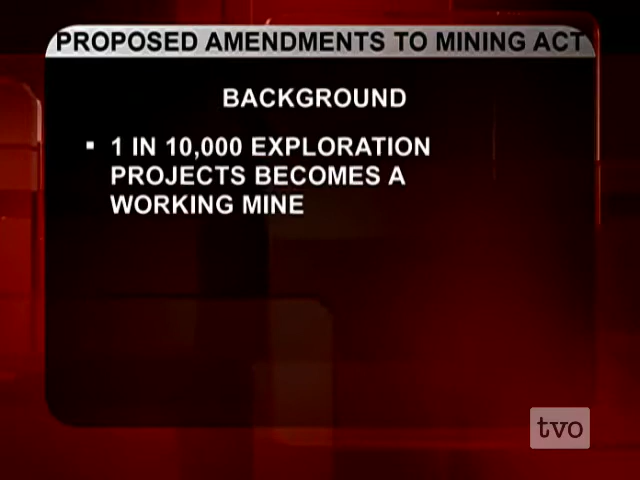 PROPOSED AMENDMENTS TO MINING ACT
BACKGROUND
▪ 1 IN 10,000 EXPLORATION
PROJECTS BECOMES A
WORKING MINE
tvo